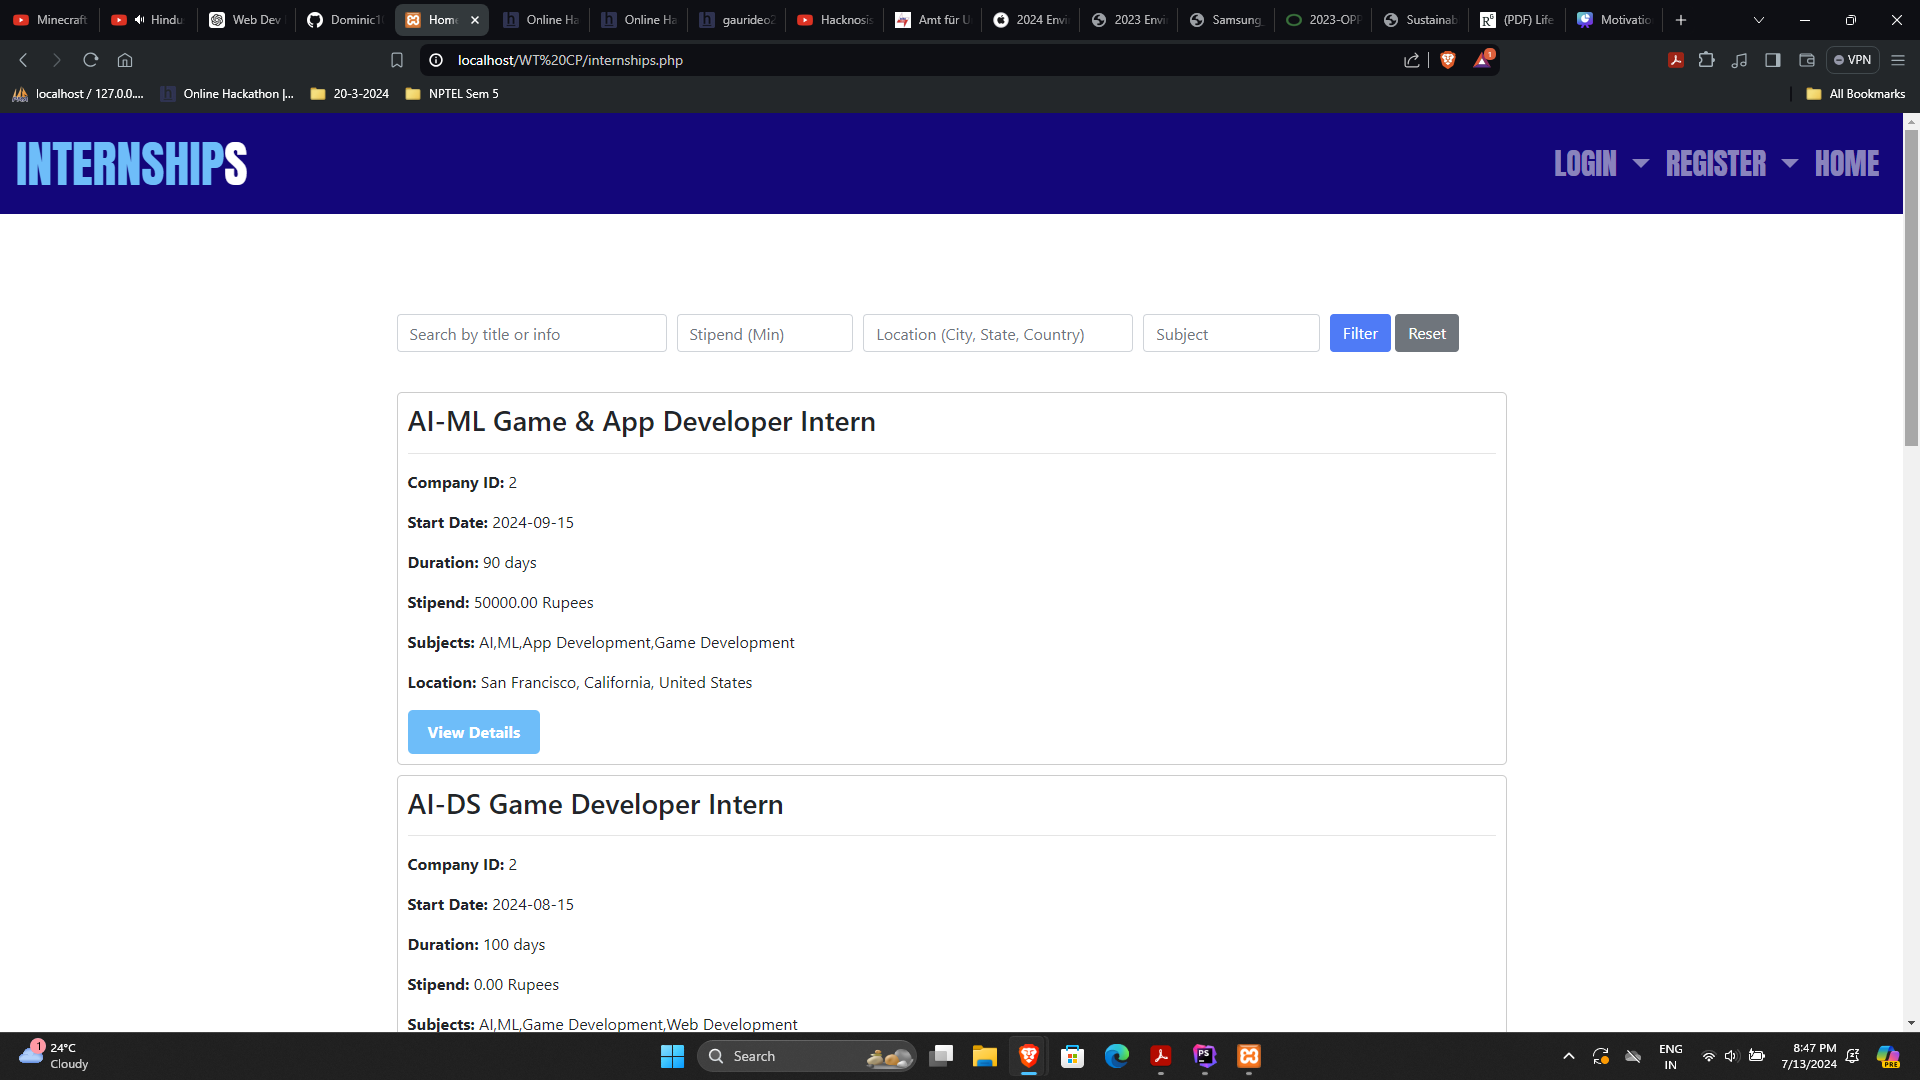 Minecraft
Hindu
Web Dev
Dominic1
Home
Online Ha
Online Ha
gaurideo2
Hacknosis
Amt für U
2024 Envi
2023 Envi
Samsung_
2023-OPP
Sustainab
(PDF) Life
Motivatio
localhost/WT%20CP/internships.php
1
VPN
localhost / 127.0.0....
Online Hackathon |...
20-3-2024
NPTEL Sem 5
All Bookmarks
INTERNSHIPS
LOGIN
REGISTER
HOME
Search by title or info
Stipend (Min)
Location (City, State, Country)
Subject
Filter
Reset
AI-ML Game & App Developer Intern
Company ID: 2
Start Date: 2024-09-15
Duration: 90 days
Stipend: 50000.00 Rupees
Subjects: AI,ML,App Development,Game Development
Location: San Francisco, California, United States
View Details
AI-DS Game Developer Intern
Company ID: 2
Start Date: 2024-08-15
Duration: 100 days
Stipend: 0.00 Rupees
Subjects: AI,ML,Game Development,Web Development
1
24°C
Cloudy
Search
PS
ENG
IN
8:47 PM
7/13/2024
PRE